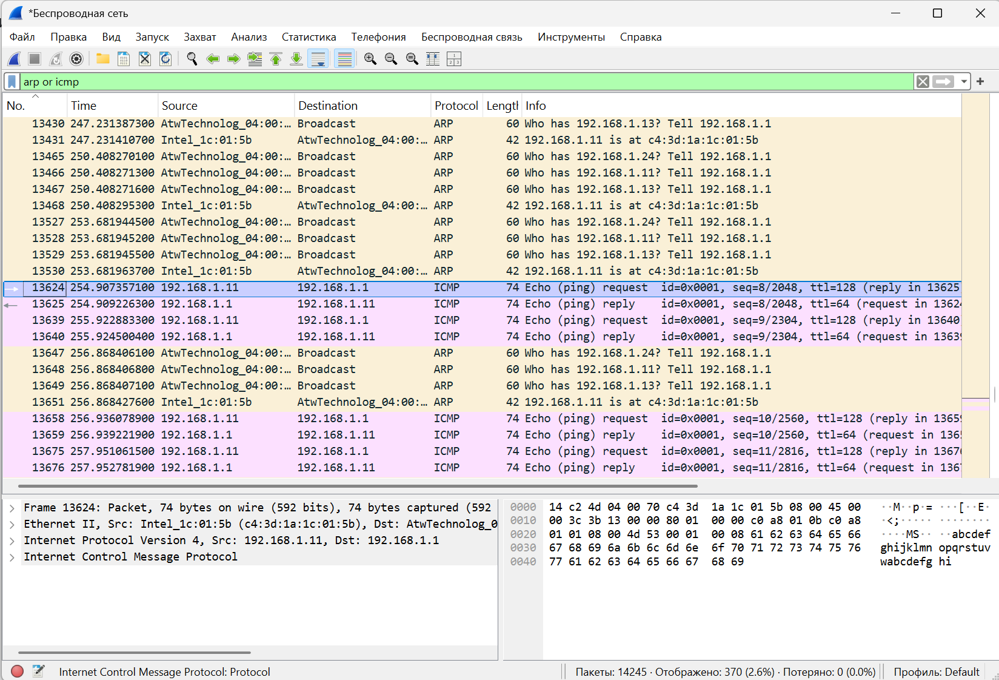 *Беспроводная сеть
Файл Правка Вид Запуск Захват Анализ Статистика Телефония Беспроводная связь Инструменты Справка
arp or icmp
No. Time Source Destination Protocol Length Info
13430 247.231387300 AtwTechnolog_04:00:… Broadcast ARP 60 Who has 192.168.1.13? Tell 192.168.1.1
13431 247.231410700 Intel_1c:01:5b AtwTechnolog_04:00:… ARP 42 192.168.1.11 is at c4:3d:1a:1c:01:5b
13465 250.408270100 AtwTechnolog_04:00:… Broadcast ARP 60 Who has 192.168.1.24? Tell 192.168.1.1
13466 250.408271300 AtwTechnolog_04:00:… Broadcast ARP 60 Who has 192.168.1.11? Tell 192.168.1.1
13467 250.408271600 AtwTechnolog_04:00:… Broadcast ARP 60 Who has 192.168.1.13? Tell 192.168.1.1
13468 250.408295300 Intel_1c:01:5b AtwTechnolog_04:00:… ARP 42 192.168.1.11 is at c4:3d:1a:1c:01:5b
13527 253.681944500 AtwTechnolog_04:00:… Broadcast ARP 60 Who has 192.168.1.24? Tell 192.168.1.1
13528 253.681945200 AtwTechnolog_04:00:… Broadcast ARP 60 Who has 192.168.1.11? Tell 192.168.1.1
13529 253.681945500 AtwTechnolog_04:00:… Broadcast ARP 60 Who has 192.168.1.13? Tell 192.168.1.1
13530 253.681963700 Intel_1c:01:5b AtwTechnolog_04:00:… ARP 42 192.168.1.11 is at c4:3d:1a:1c:01:5b
13624 254.907357100 192.168.1.11 192.168.1.1 ICMP 74 Echo (ping) request id=0x0001, seq=8/2048, ttl=128 (reply in 13625
13625 254.909226300 192.168.1.1 192.168.1.11 ICMP 74 Echo (ping) reply id=0x0001, seq=8/2048, ttl=64 (request in 13624
13639 255.922883300 192.168.1.11 192.168.1.1 ICMP 74 Echo (ping) request id=0x0001, seq=9/2304, ttl=128 (reply in 13640
13640 255.924500400 192.168.1.1 192.168.1.11 ICMP 74 Echo (ping) reply id=0x0001, seq=9/2304, ttl=64 (request in 13639
13647 256.868406100 AtwTechnolog_04:00:… Broadcast ARP 60 Who has 192.168.1.24? Tell 192.168.1.1
13648 256.868406800 AtwTechnolog_04:00:… Broadcast ARP 60 Who has 192.168.1.11? Tell 192.168.1.1
13649 256.868407100 AtwTechnolog_04:00:… Broadcast ARP 60 Who has 192.168.1.13? Tell 192.168.1.1
13651 256.868427600 Intel_1c:01:5b AtwTechnolog_04:00:… ARP 42 192.168.1.11 is at c4:3d:1a:1c:01:5b
13658 256.936078900 192.168.1.11 192.168.1.1 ICMP 74 Echo (ping) request id=0x0001, seq=10/2560, ttl=128 (reply in 13659
13659 256.939221900 192.168.1.1 192.168.1.11 ICMP 74 Echo (ping) reply id=0x0001, seq=10/2560, ttl=64 (request in 136
13675 257.951061500 192.168.1.11 192.168.1.1 ICMP 74 Echo (ping) request id=0x0001, seq=11/2816, ttl=128 (reply in 13676
13676 257.952781900 192.168.1.1 192.168.1.11 ICMP 74 Echo (ping) reply id=0x0001, seq=11/2816, ttl=64 (request in 136
Frame 13624: Packet, 74 bytes on wire (592 bits), 74 bytes captured (592
Ethernet II, Src: Intel_1c:01:5b (c4:3d:1a:1c:01:5b), Dst: AtwTechnolog_0
Internet Protocol Version 4, Src: 192.168.1.11, Dst: 192.168.1.1
Internet Control Message Protocol
0000 14 c2 4d 04 00 70 c4 3d 1a 1c 01 5b 08 00 45 00 ··M··p·= ···[··E·
0010 00 3c 3b 13 00 00 80 01 00 00 c0 a8 01 0b c0 a8 ·<;····· ········
0020 01 01 08 00 4d 53 00 01 00 08 61 62 63 64 65 66 ····MS·· ··abcdef
0030 67 68 69 6a 6b 6c 6d 6e 6f 70 71 72 73 74 75 76 ghijklmn opqrstuv
0040 77 61 62 63 64 65 66 67 68 69 wabcdefg hi
Internet Control Message Protocol: Protocol Пакеты: 14245 · Отображено: 370 (2.6%) · Потеряно: 0 (0.0%) Профиль: Default